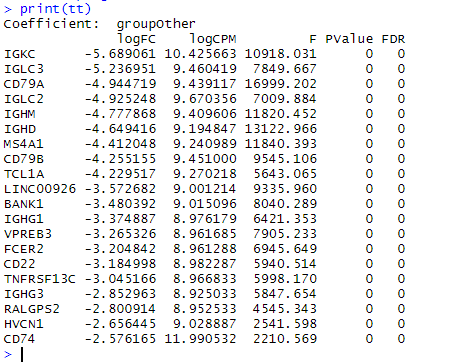 > print(tt)
Coefficient:  groupOther
logFC logCPM F PValue FDR
IGKC -5.689061 10.425663 10918.031 0 0
IGLC3 -5.236951 9.460419 7849.667 0 0
CD79A -4.944719 9.439117 16999.202 0 0
IGLC2 -4.925248 9.670356 7009.884 0 0
IGHM -4.777868 9.409606 11820.452 0 0
IGHD -4.649416 9.194847 13122.966 0 0
MS4A1 -4.412048 9.240989 11840.393 0 0
CD79B -4.255155 9.451000 9545.106 0 0
TCL1A -4.229517 9.270218 5643.065 0 0
LINC00926 -3.572682 9.001214 9335.960 0 0
BANK1 -3.480392 9.015096 8040.289 0 0
IGHG1 -3.374887 8.976179 6421.353 0 0
VPREB3 -3.265326 8.961685 7905.233 0 0
FCER2 -3.204842 8.961288 6945.649 0 0
CD22 -3.184998 8.982287 5940.514 0 0
TNFRSF13C -3.045166 8.966833 5998.170 0 0
IGHG3 -2.852963 8.925033 5847.654 0 0
RALGPS2 -2.800914 8.952533 4545.343 0 0
HVCN1 -2.656445 9.028887 2541.598 0 0
CD74 -2.576165 11.990532 2210.569 0 0
>